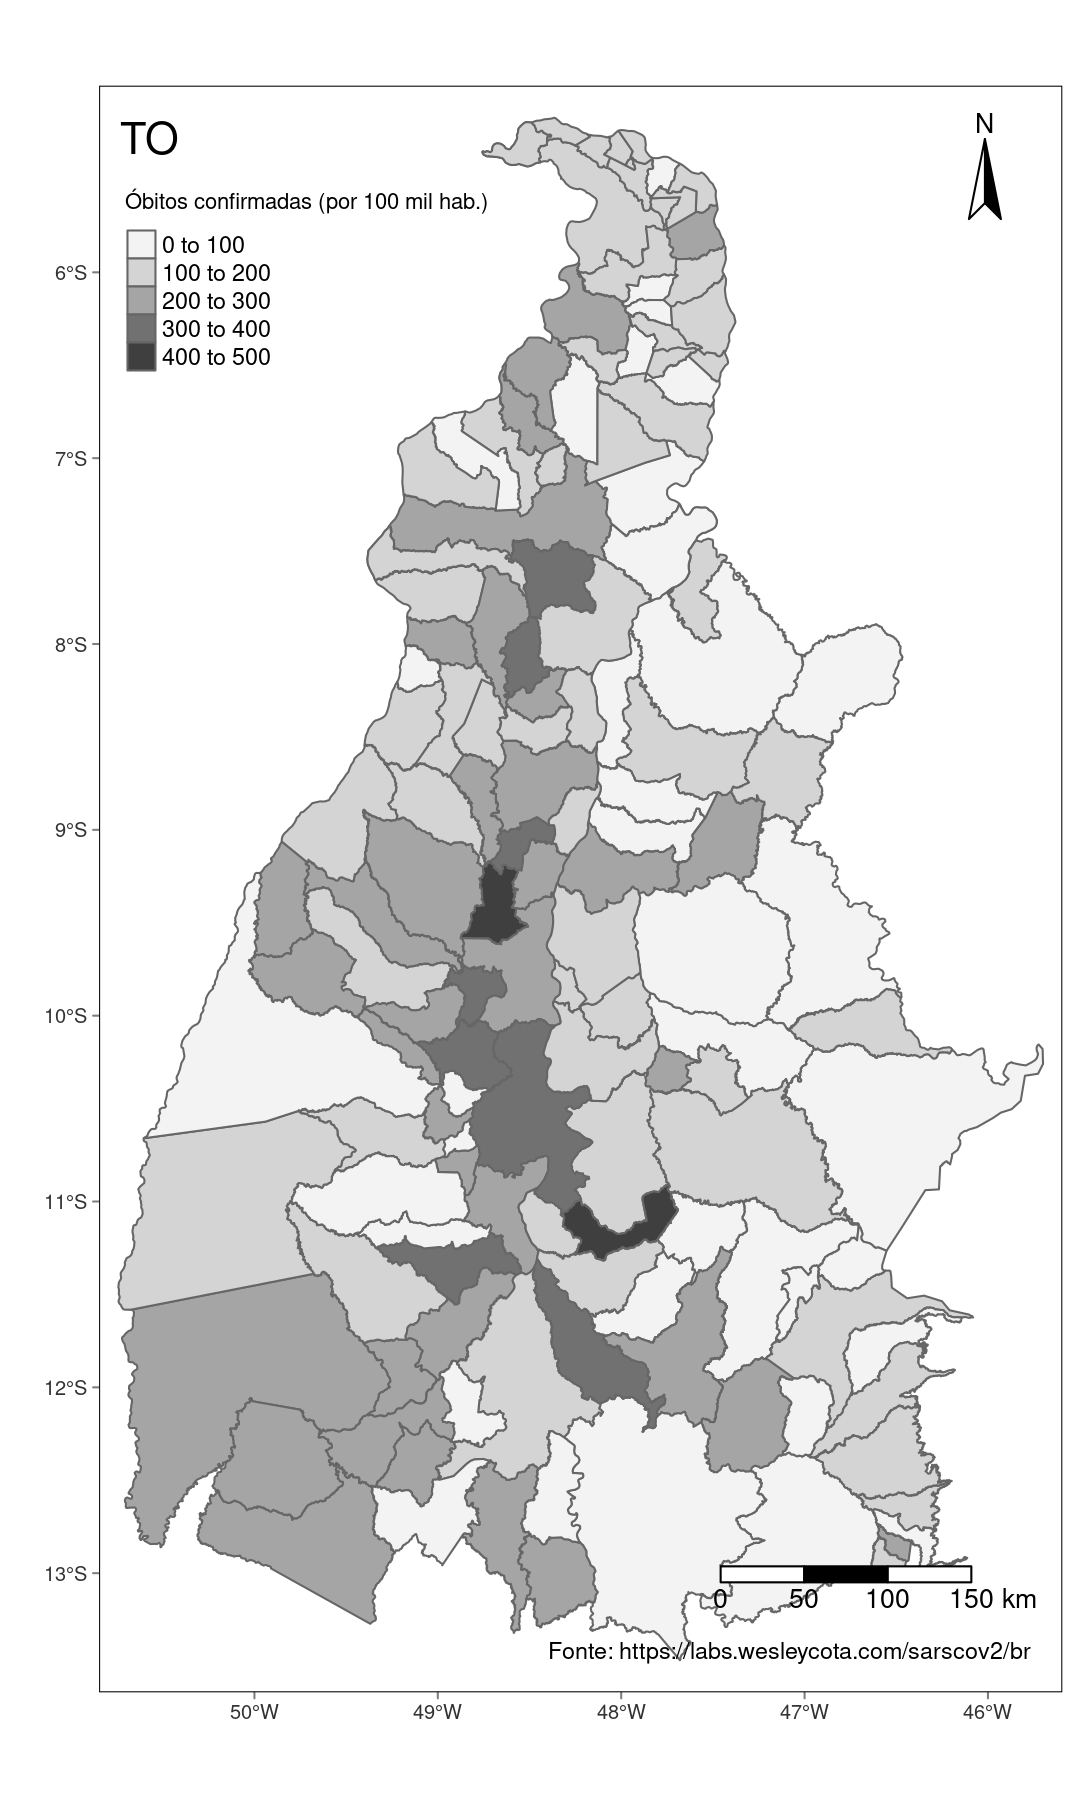 TO
N
Óbitos confirmadas (por 100 mil hab.)
0 to 100
100 to 200
200 to 300
300 to 400
400 to 500
6°S
7°S
8°S
9°S
10°S
11°S
12°S
13°S
0 50 100 150 km
Fonte: https://labs.wesleycota.com/sarscov2/br
50°W 49°W 48°W 47°W 46°W